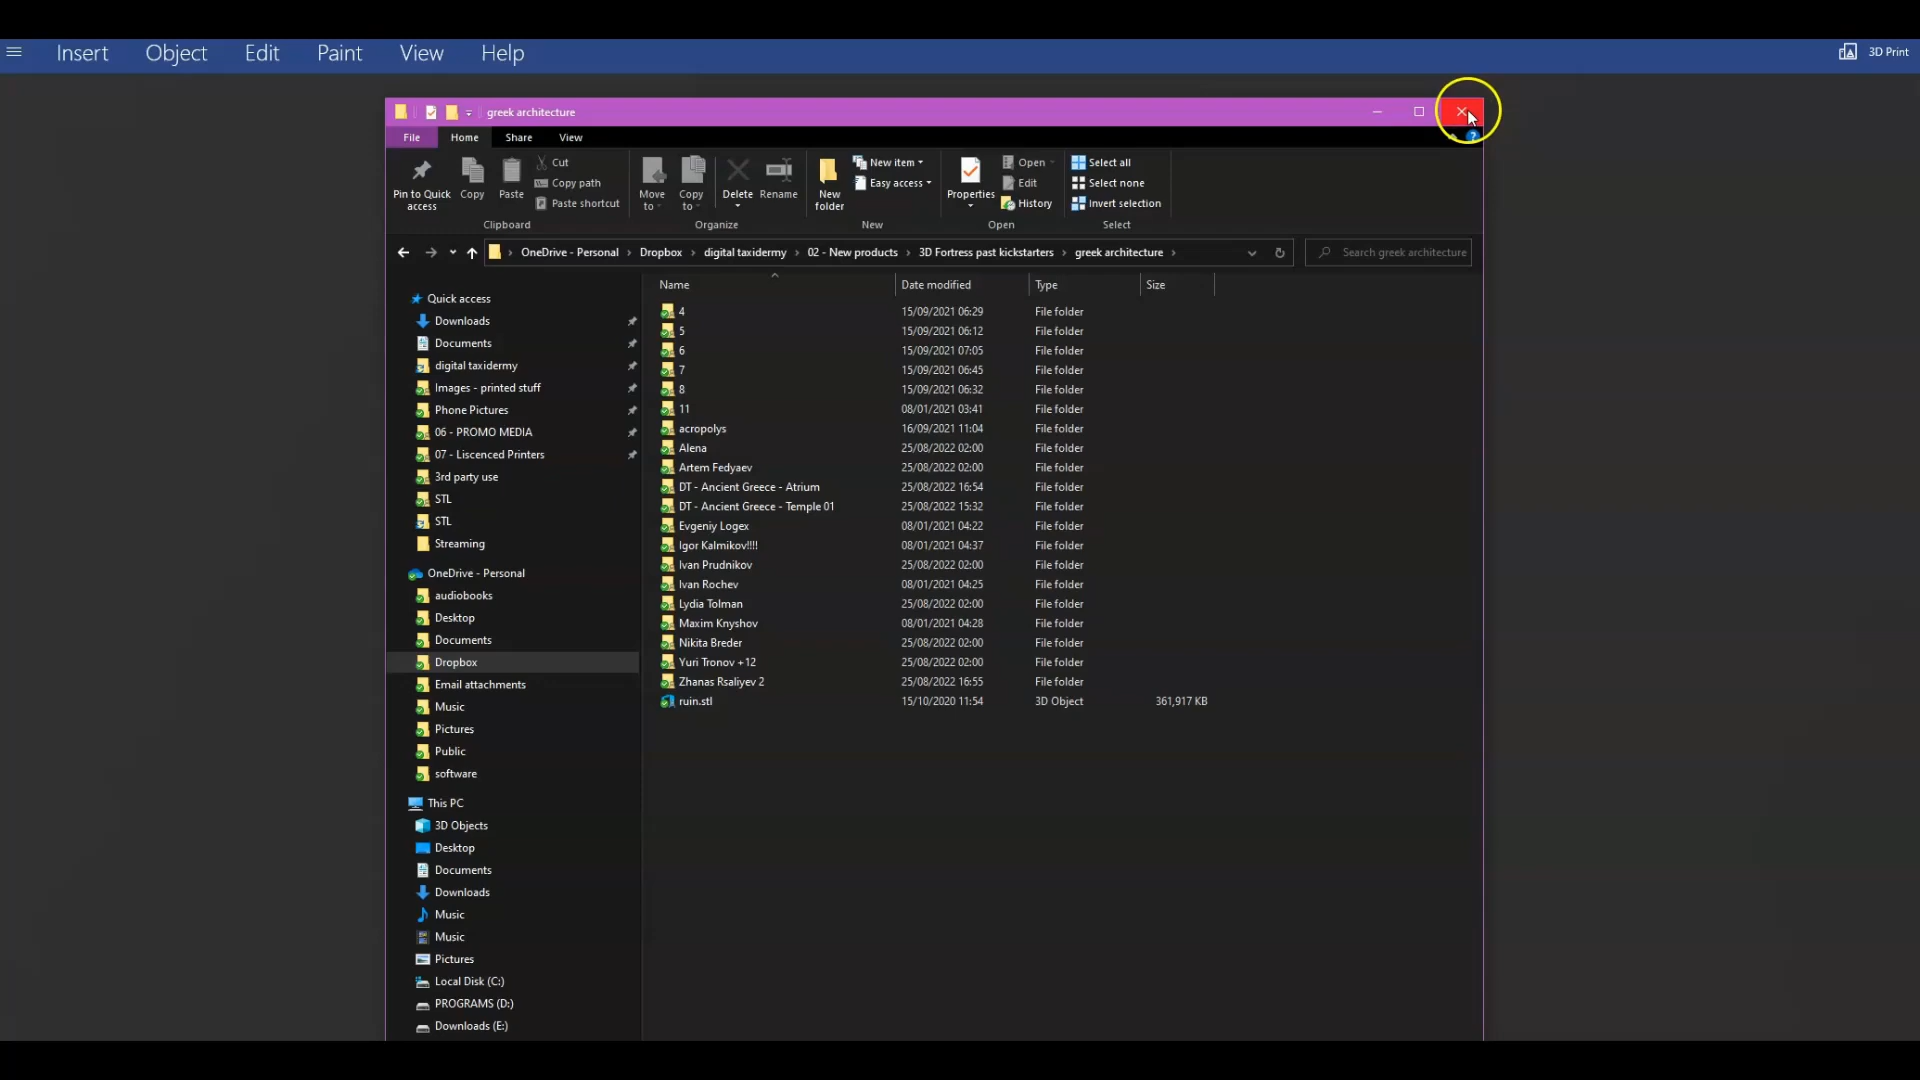 Insert Object Edit Paint View Help 3D Print
greek architecture
File Home Share View
Pin to Quick access
Copy
Paste
Cut
Copy path
Paste shortcut
Clipboard
Move to
Copy to
Delete
Rename
Organize
New folder
New item
Easy access
New
Properties
Open
Edit
History
Open
Select all
Select none
Invert selection
Select
OneDrive - Personal Dropbox digital taxidermy 02 - New products 3D Fortress past kickstarters greek architecture
Search greek architecture
Quick access
Downloads
Documents
digital taxidermy
Images - printed stuff
Phone Pictures
06 - PROMO MEDIA
07 - Liscenced Printers
3rd party use
STL
STL
Streaming
OneDrive - Personal
audiobooks
Desktop
Documents
Dropbox
Email attachments
Music
Pictures
Public
software
This PC
3D Objects
Desktop
Documents
Downloads
Music
Music
Pictures
Local Disk (C:)
PROGRAMS (D:)
Downloads (E:)
Name Date modified Type Size
4 15/09/2021 06:29 File folder
5 15/09/2021 06:12 File folder
6 15/09/2021 07:05 File folder
7 15/09/2021 06:45 File folder
8 15/09/2021 06:32 File folder
11 08/01/2021 03:41 File folder
acropolys 16/09/2021 11:04 File folder
Alena 25/08/2022 02:00 File folder
Artem Fedyaev 25/08/2022 02:00 File folder
DT - Ancient Greece - Atrium 25/08/2022 16:54 File folder
DT - Ancient Greece - Temple 01 25/08/2022 15:32 File folder
Evgeniy Logex 08/01/2021 04:22 File folder
Igor Kalmikov!!!! 08/01/2021 04:37 File folder
Ivan Prudnikov 25/08/2022 02:00 File folder
Ivan Rochev 08/01/2021 04:25 File folder
Lydia Tolman 25/08/2022 02:00 File folder
Maxim Knyshov 08/01/2021 04:28 File folder
Nikita Breder 25/08/2022 02:00 File folder
Yuri Tronov +12 25/08/2022 02:00 File folder
Zhanas Rsaliyev 2 25/08/2022 16:55 File folder
ruin.stl 15/10/2020 11:54 3D Object 361,917 KB